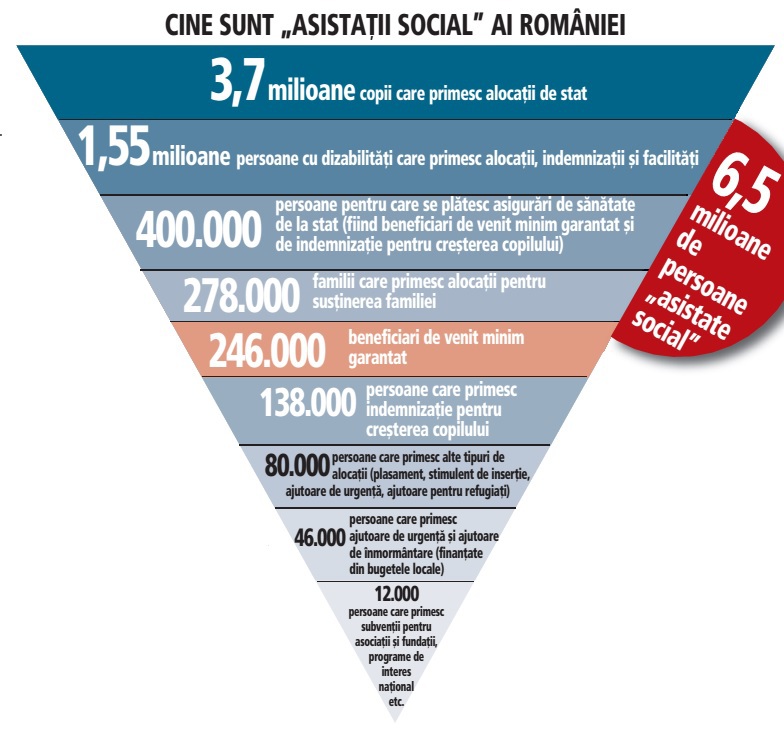 CINE SUNT „ASISTAȚII SOCIAL” AI ROMÂNIEI
3,7 milioane copii care primesc alocații de stat
1,55 milioane persoane cu dizabilități care primesc alocații, indemnizații și facilități
400.000 persoane pentru care se plătesc asigurări de sănătate
de la stat (fiind beneficiari de venit minim garantat și
de indemnizație pentru creșterea copilului)
278.000 familii care primesc alocații pentru
susținerea familiei
246.000 beneficiari de venit minim
garantat
138.000 persoane care primesc
indemnizație pentru
creșterea copilului
80.000 persoane care primesc alte tipuri de
alocații (plasament, stimulent de inserție,
ajutoare de urgență, ajutoare pentru refugiați)
46.000 persoane care primesc
ajutoare de urgență și ajutoare
de înmormântare (finanțate
din bugetele locale)
12.000
persoane care primesc
subvenții pentru
asociații și fundații,
programe de
interes
național
etc.
6,5
milioane
de
persoane
„asistate
social”